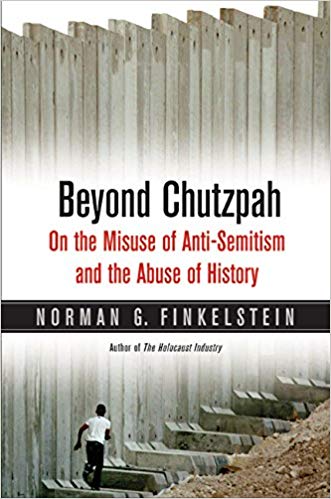 Beyond Chutzpah
On the Misuse of Anti-Semitism
and the Abuse of History
NORMAN G. FINKELSTEIN
Author of The Holocaust Industry